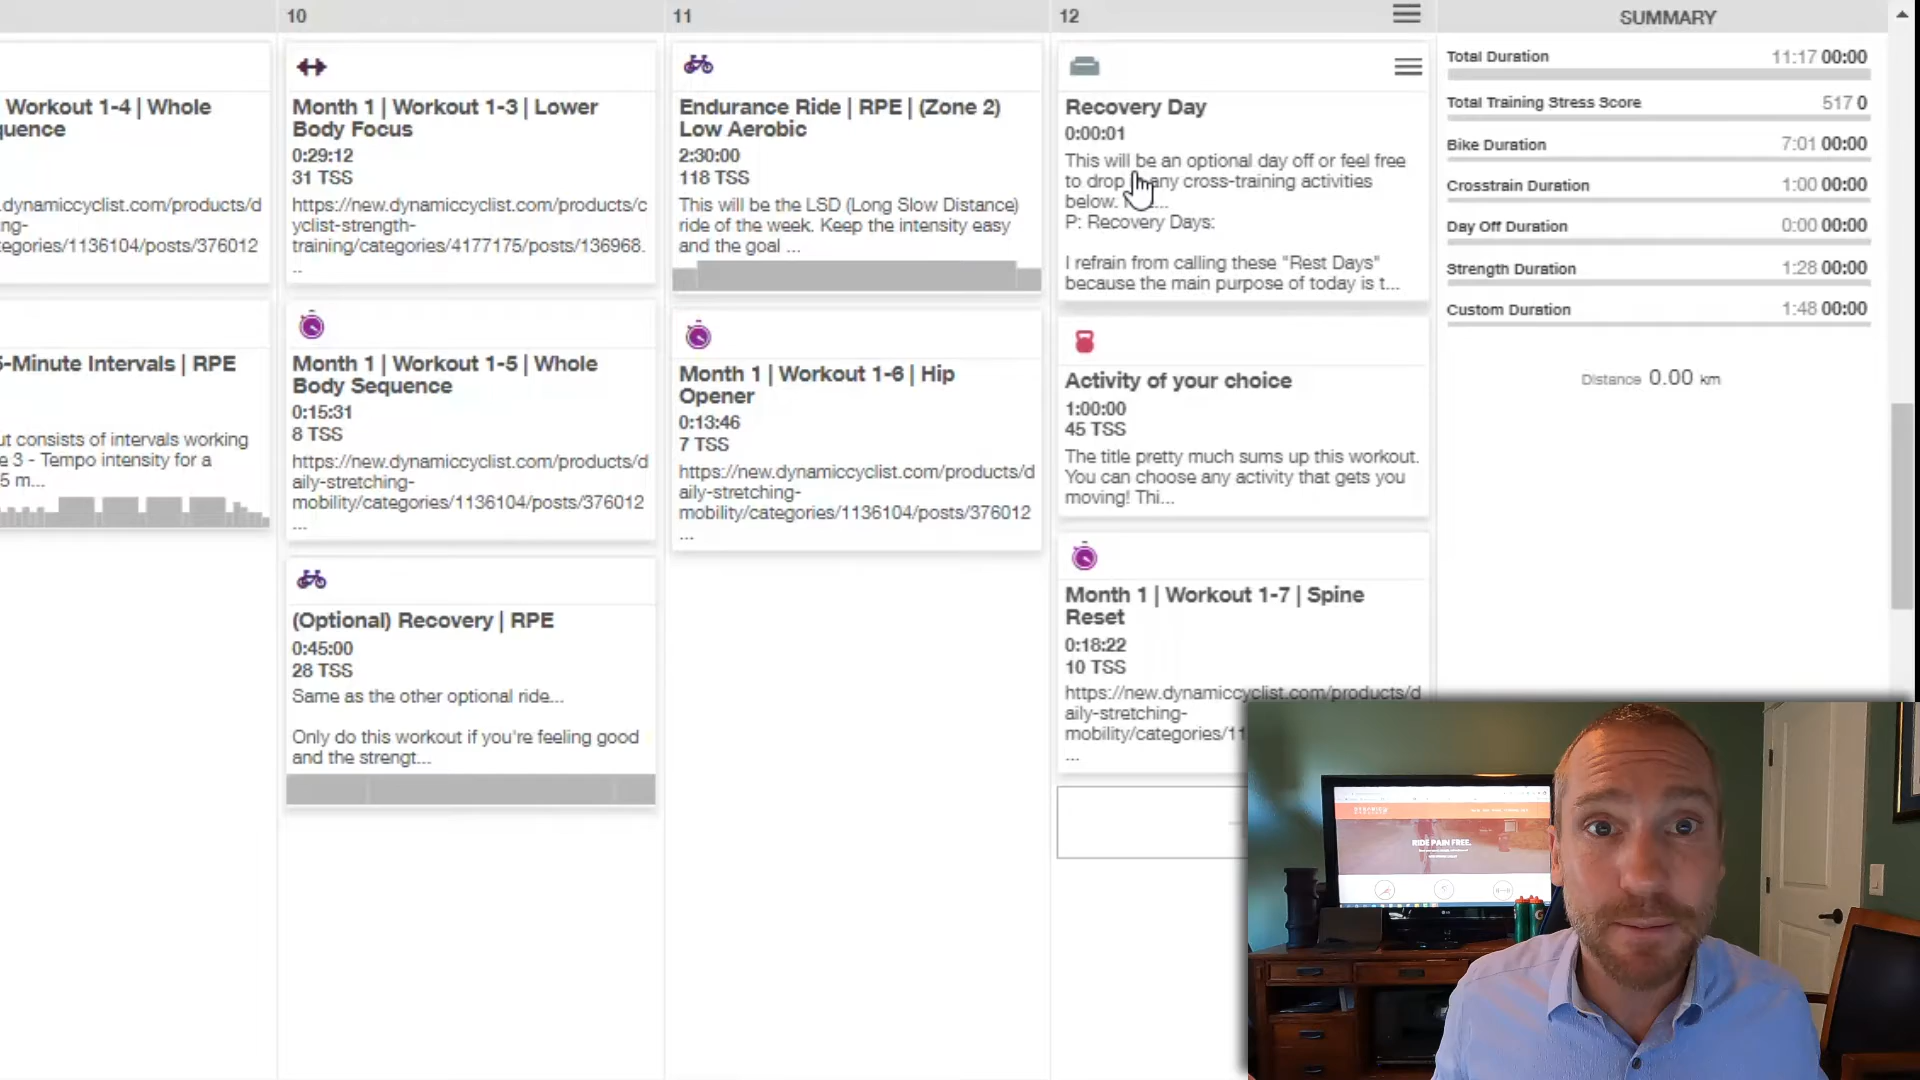 10
11
12
SUMMARY
Workout 1-4 | Whole
quence
dynamiccyclist.com/products/d
ng-
tegories/1136104/posts/376012
5-Minute Intervals | RPE
ut consists of intervals working
e 3 - Tempo intensity for a
5 m...
Month 1 | Workout 1-3 | Lower
Body Focus
0:29:12
31 TSS
https://new.dynamiccyclist.com/products/c
yclist-strength-
training/categories/4177175/posts/136968.
..
Month 1 | Workout 1-5 | Whole
Body Sequence
0:15:31
8 TSS
https://new.dynamiccyclist.com/products/d
aily-stretching-
mobility/categories/1136104/posts/376012
...
(Optional) Recovery | RPE
0:45:00
28 TSS
Same as the other optional ride...
Only do this workout if you're feeling good
and the strengt...
Endurance Ride | RPE | (Zone 2)
Low Aerobic
2:30:00
118 TSS
This will be the LSD (Long Slow Distance)
ride of the week. Keep the intensity easy
and the goal ...
Month 1 | Workout 1-6 | Hip
Opener
0:13:46
7 TSS
https://new.dynamiccyclist.com/products/d
aily-stretching-
mobility/categories/1136104/posts/376012
...
Recovery Day
0:00:01
This will be an optional day off or feel free
to drop any cross-training activities
below.
P: Recovery Days:
I refrain from calling these "Rest Days"
because the main purpose of today is t...
Activity of your choice
1:00:00
45 TSS
The title pretty much sums up this workout.
You can choose any activity that gets you
moving! Thi...
Month 1 | Workout 1-7 | Spine
Reset
0:18:22
10 TSS
https://new.dynamiccyclist.com/products/d
aily-stretching-
mobility/categories/11
...
Total Duration 11:17 00:00
Total Training Stress Score 517 0
Bike Duration 7:01 00:00
Crosstrain Duration 1:00 00:00
Day Off Duration 0:00 00:00
Strength Duration 1:28 00:00
Custom Duration 1:48 00:00
Distance 0.00 km
RIDE PAIN FREE.